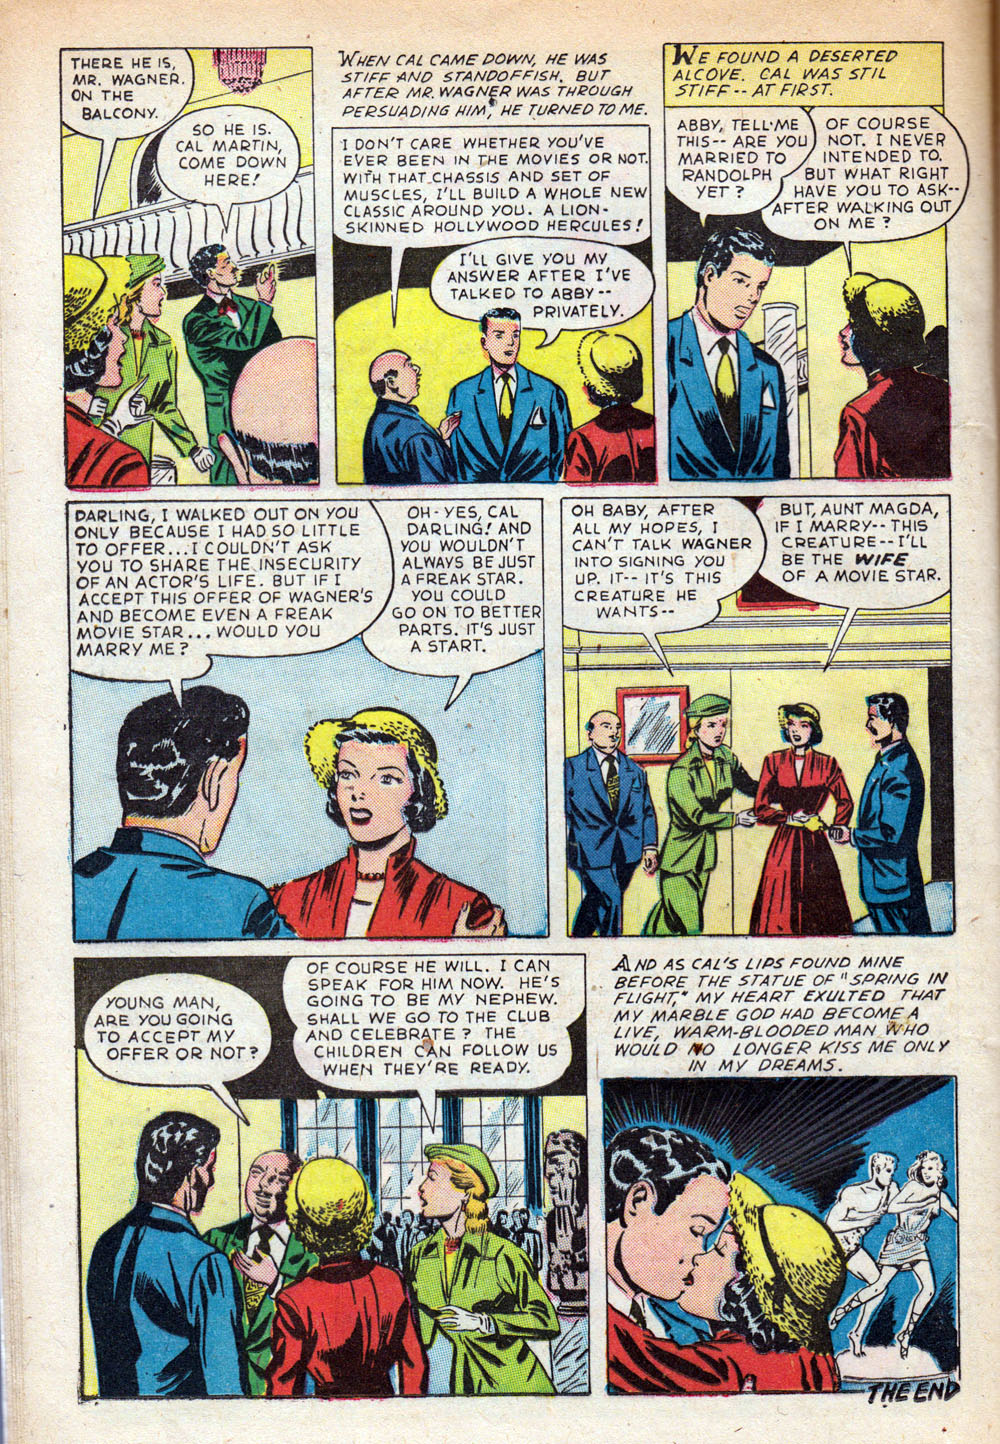 THERE HE IS,
MR. WAGNER.
ON THE
BALCONY.
SO HE IS.
CAL MARTIN,
COME DOWN
HERE!
WHEN CAL CAME DOWN, HE WAS
STIFF AND STANDOFFISH. BUT
AFTER MR. WAGNER WAS THROUGH
PERSUADING HIM, HE TURNED TO ME.
I DON'T CARE WHETHER YOU'VE
EVER BEEN IN THE MOVIES OR NOT.
WITH THAT CHASSIS AND SET OF
MUSCLES, I'LL BUILD A WHOLE NEW
CLASSIC AROUND YOU. A LION-
SKINNED HOLLYWOOD HERCULES!
I'LL GIVE YOU MY
ANSWER AFTER I'VE
TALKED TO ABBY--
PRIVATELY.
WE FOUND A DESERTED
ALCOVE. CAL WAS STIL
STIFF-- AT FIRST.
ABBY, TELL ME
THIS-- ARE YOU
MARRIED TO
RANDOLPH
YET?
OF COURSE
NOT. I NEVER
INTENDED TO.
BUT WHAT RIGHT
HAVE YOU TO ASK--
AFTER WALKING OUT
ON ME?
DARLING, I WALKED OUT ON YOU
ONLY BECAUSE I HAD SO LITTLE
TO OFFER...I COULDN'T ASK
YOU TO SHARE THE INSECURITY
OF AN ACTOR'S LIFE. BUT IF I
ACCEPT THIS OFFER OF WAGNER'S
AND BECOME EVEN A FREAK
MOVIE STAR... WOULD YOU
MARRY ME?
OH-YES, CAL
DARLING! AND
YOU WOULDN'T
ALWAYS BE JUST
A FREAK STAR.
YOU COULD
GO ON TO BETTER
PARTS. IT'S JUST
A START.
OH BABY, AFTER
ALL MY HOPES, I
CAN'T TALK WAGNER
INTO SIGNING YOU
UP. IT-- IT'S THIS
CREATURE HE
WANTS--
BUT, AUNT MAGDA,
IF I MARRY-- THIS
CREATURE-- I'LL
BE THE WIFE
OF A MOVIE STAR.
YOUNG MAN,
ARE YOU GOING
TO ACCEPT MY
OFFER OR NOT?
OF COURSE HE WILL. I CAN
SPEAK FOR HIM NOW. HE'S
GOING TO BE MY NEPHEW.
SHALL WE GO TO THE CLUB
AND CELEBRATE? THE
CHILDREN CAN FOLLOW US
WHEN THEY'RE READY.
AND AS CAL'S LIPS FOUND MINE
BEFORE THE STATUE OF "SPRING IN
FLIGHT," MY HEART EXULTED THAT
MY MARBLE GOD HAD BECOME A
LIVE, WARM-BLOODED MAN WHO
WOULD NO LONGER KISS ME ONLY
IN MY DREAMS.
THE END